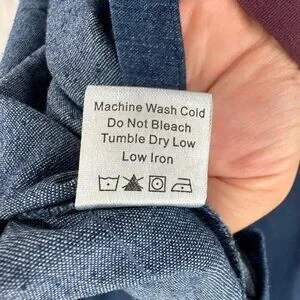 Machine Wash Cold
Do Not Bleach
Tumble Dry Low
Low Iron